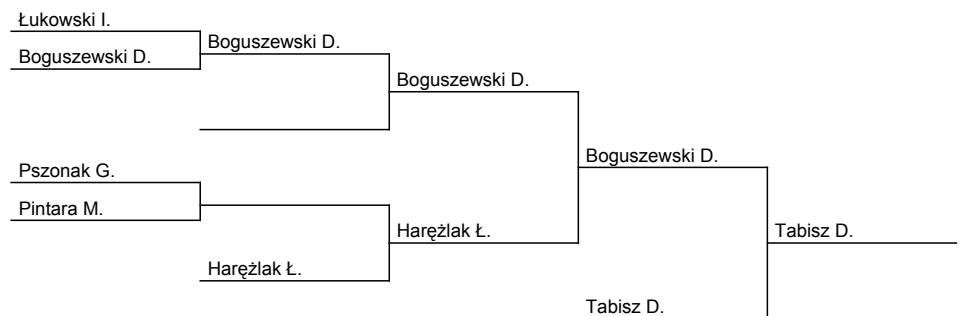 Łukowski I.
Boguszewski D.
Boguszewski D.
Boguszewski D.
Boguszewski D.
Pszonak G.
Pintara M.
Harężlak Ł.
Tabisz D.
Harężlak Ł.
Tabisz D.